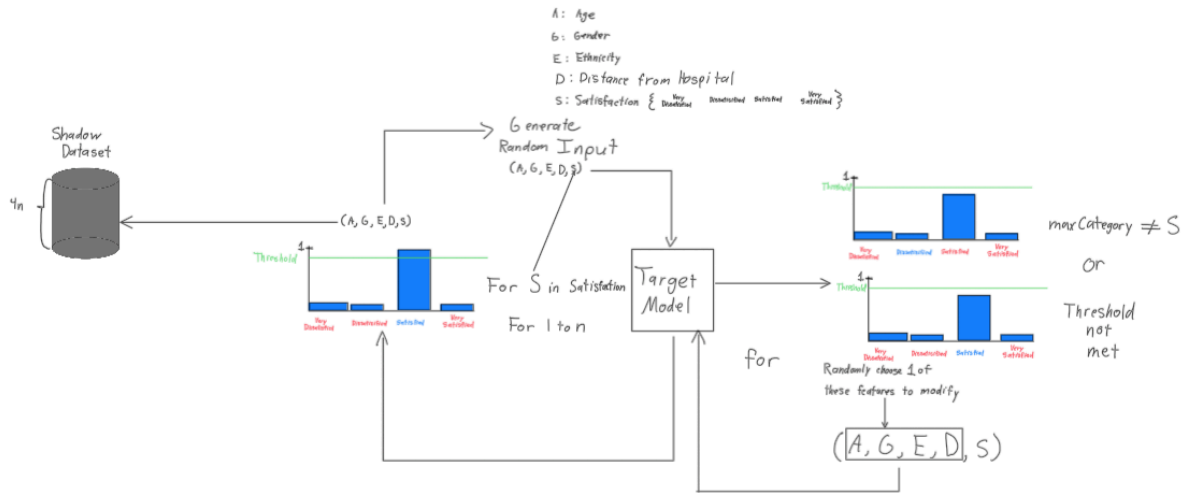 A: Age
G: Gender
E: Ethnicity
D: Distance from Hospital
S: Satisfaction { Very Dissatisfied Dissatisfied Satisfied Very Satisfied }
Shadow
Dataset
4n
(A, G, E, D, S)
Generate
Random Input
(A, G, E, D, S)
For S in Satisfaction
For 1 to n
1
Threshold
Very Dissatisfied
Dissatisfied
Satisfied
Very Satisfied
Target
Model
for
1
Threshold
Very Dissatisfied
Dissatisfied
Satisfied
Very Satisfied
max Category ≠ S
or
1
Threshold
Very Dissatisfied
Dissatisfied
Satisfied
Very Satisfied
Threshold
not
met
Randomly choose 1 of
these features to modify
(A, G, E, D, S)